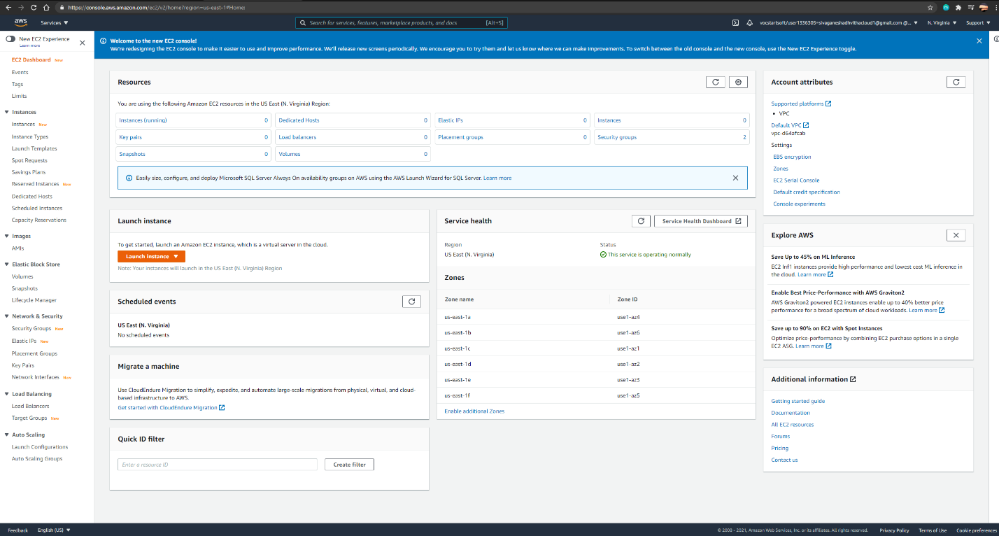 https://console.aws.amazon.com/ec2/v2/home?region=us-east-1#Home:
aws Services ▼
Search for services, features, marketplace products, and docs [Alt+S]
vocstartsoft/user1336305=sivaganeshadhvithacloud1@gmail.com @... ▼ N. Virginia ▼ Support ▼
New EC2 Experience
Learn more
Welcome to the new EC2 console!
We're redesigning the EC2 console to make it easier to use and improve performance. We'll release new screens periodically. We encourage you to try them and let us know where we can make improvements. To switch between the old console and the new console, use the New EC2 Experience toggle.
EC2 Dashboard New
Events
Tags
Limits
Instances
Instances New
Instance Types
Launch Templates
Spot Requests
Savings Plans
Reserved Instances New
Dedicated Hosts
Scheduled Instances
Capacity Reservations
Images
AMIs
Elastic Block Store
Volumes
Snapshots
Lifecycle Manager
Network & Security
Security Groups New
Elastic IPs New
Placement Groups
Key Pairs
Network Interfaces New
Load Balancing
Load Balancers
Target Groups New
Auto Scaling
Launch Configurations
Auto Scaling Groups
Resources
You are using the following Amazon EC2 resources in the US East (N. Virginia) Region:
Instances (running) 0 Dedicated Hosts 0 Elastic IPs 0 Instances 0
Key pairs 0 Load balancers 0 Placement groups 0 Security groups 2
Snapshots 0 Volumes 0
Easily size, configure, and deploy Microsoft SQL Server Always On availability groups on AWS using the AWS Launch Wizard for SQL Server. Learn more
Launch instance
To get started, launch an Amazon EC2 instance, which is a virtual server in the cloud.
Launch instance ▼
Note: Your instances will launch in the US East (N. Virginia) Region
Scheduled events
US East (N. Virginia)
No scheduled events
Migrate a machine
Use CloudEndure Migration to simplify, expedite, and automate large-scale migrations from physical, virtual, and cloud-
based infrastructure to AWS.
Get started with CloudEndure Migration
Quick ID filter
Enter a resource ID Create filter
Service health Service Health Dashboard
Region Status
US East (N. Virginia) This service is operating normally
Zones
Zone name Zone ID
us-east-1a use1-az4
us-east-1b use1-az6
us-east-1c use1-az1
us-east-1d use1-az2
us-east-1e use1-az3
us-east-1f use1-az5
Enable additional Zones
Account attributes
Supported platforms
• VPC
Default VPC
vpc-d64afcab
Settings
EBS encryption
Zones
EC2 Serial Console
Default credit specification
Console experiments
Explore AWS
Save Up to 45% on ML Inference
EC2 Inf1 instances provide high performance and lowest cost ML inference in
the cloud. Learn more
Enable Best Price-Performance with AWS Graviton2
AWS Graviton2 powered EC2 instances enable up to 40% better price
performance for a broad spectrum of cloud workloads. Learn more
Save up to 90% on EC2 with Spot Instances
Optimize price-performance by combining EC2 purchase options in a single
EC2 ASG. Learn more
Additional information
Getting started guide
Documentation
All EC2 resources
Forums
Pricing
Contact us
Feedback English (US) ▼ © 2008 - 2021, Amazon Web Services, Inc. or its affiliates. All rights reserved. Privacy Policy Terms of Use Cookie preferences